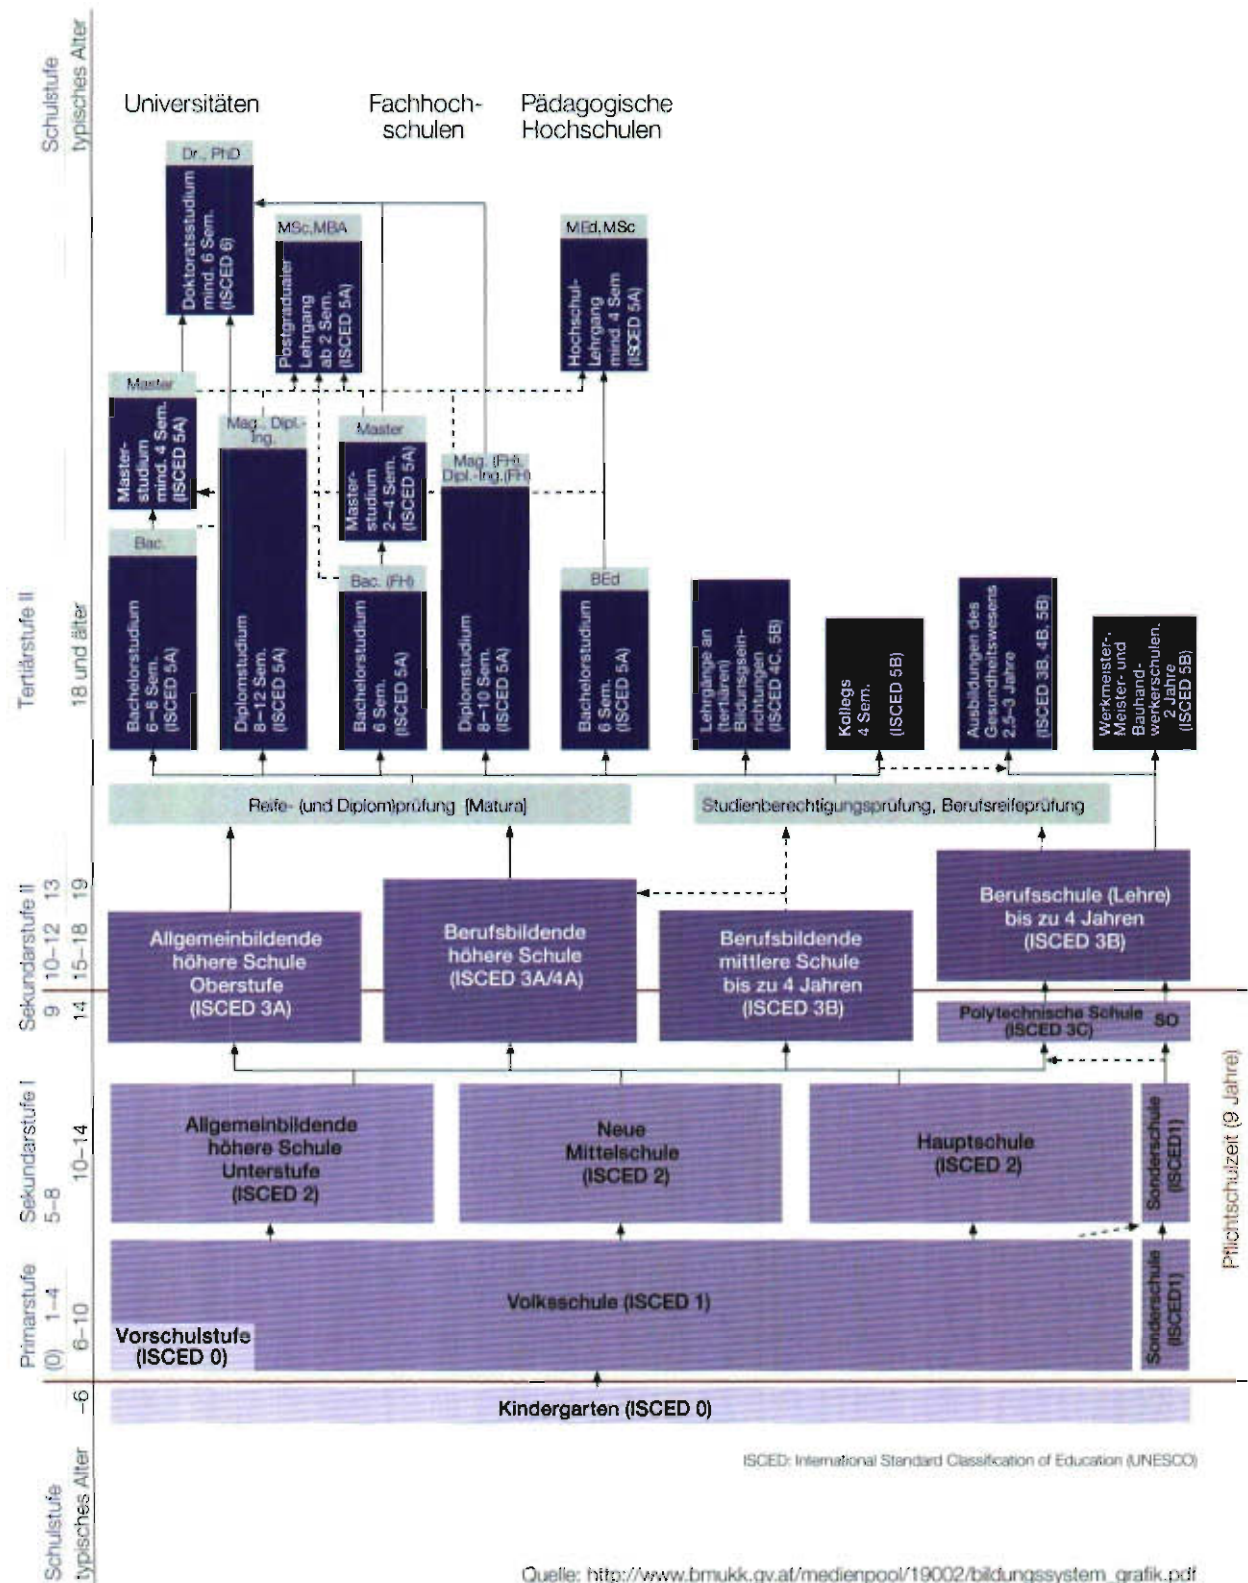 Schulstufe
typisches Alter
Universitäten
Fachhoch-
schulen
Pädagogische
Hochschulen
Dr., PhD
Doktoratsstudium
mind. 6 Sem.
(ISCED 6)
MSc,MBA
Postgradualer
Lehrgang
ab 2 Sem.
(ISCED 5A)
MEd,MSc
Hochschul-
Lehrgang
mind. 4 Sem
(ISCED 5A)
Master
Master-
studium
mind. 4 Sem.
(ISCED 5A)
Mag., Dipl.-
Ing.
Master
Master-
studium
2–4 Sem.
(ISCED 5A)
Mag. (FH),
Dipl.-Ing.(FH)
Tertiärstufe II
18 und älter
Bac.
Bachelorstudium
6–8 Sem.
(ISCED 5A)
Diplomstudium
8–12 Sem.
(ISCED 5A)
Bac. (FH)
Bachelorstudium
6 Sem.
(ISCED 5A)
Diplomstudium
8–10 Sem.
(ISCED 5A)
BEd
Bachelorstudium
6 Sem.
(ISCED 5A)
Lehrgänge an
(tertiären)
Bildungsein-
richtungen
(ISCED 4C, 5B)
Kollegs
4 Sem.
(ISCED 5B)
Ausbildungen des
Gesundheitswesens
2,5–3 Jahre
(ISCED 3B, 4B, 5B)
Werkmeister-,
Meister- und
Bauhand-
werkerschulen.
2 Jahre
(ISCED 5B)
Reife- (und Diplom)prüfung [Matura]
Studienberechtigungsprüfung, Berufsreifeprüfung
Sekundarstufe II
9 10–12 13
14 15–18 19
Allgemeinbildende
höhere Schule
Oberstufe
(ISCED 3A)
Berufsbildende
höhere Schule
(ISCED 3A/4A)
Berufsbildende
mittlere Schule
bis zu 4 Jahren
(ISCED 3B)
Berufsschule (Lehre)
bis zu 4 Jahren
(ISCED 3B)
Polytechnische Schule
(ISCED 3C)
SO
Sekundarstufe I
5–8
10–14
Allgemeinbildende
höhere Schule
Unterstufe
(ISCED 2)
Neue
Mittelschule
(ISCED 2)
Hauptschule
(ISCED 2)
Sonderschule
(ISCED1)
Pflichtschulzeit (9 Jahre)
Primarstufe
(0) 1–4
6–10
Volksschule (ISCED 1)
Vorschulstufe
(ISCED 0)
Sonderschule
(ISCED1)
–6
Kindergarten (ISCED 0)
ISCED: International Standard Classification of Education (UNESCO)
Schulstufe
typisches Alter
Quelle: http://www.bmukk.gv.at/medienpool/19002/bildungssystem_grafik.pdf